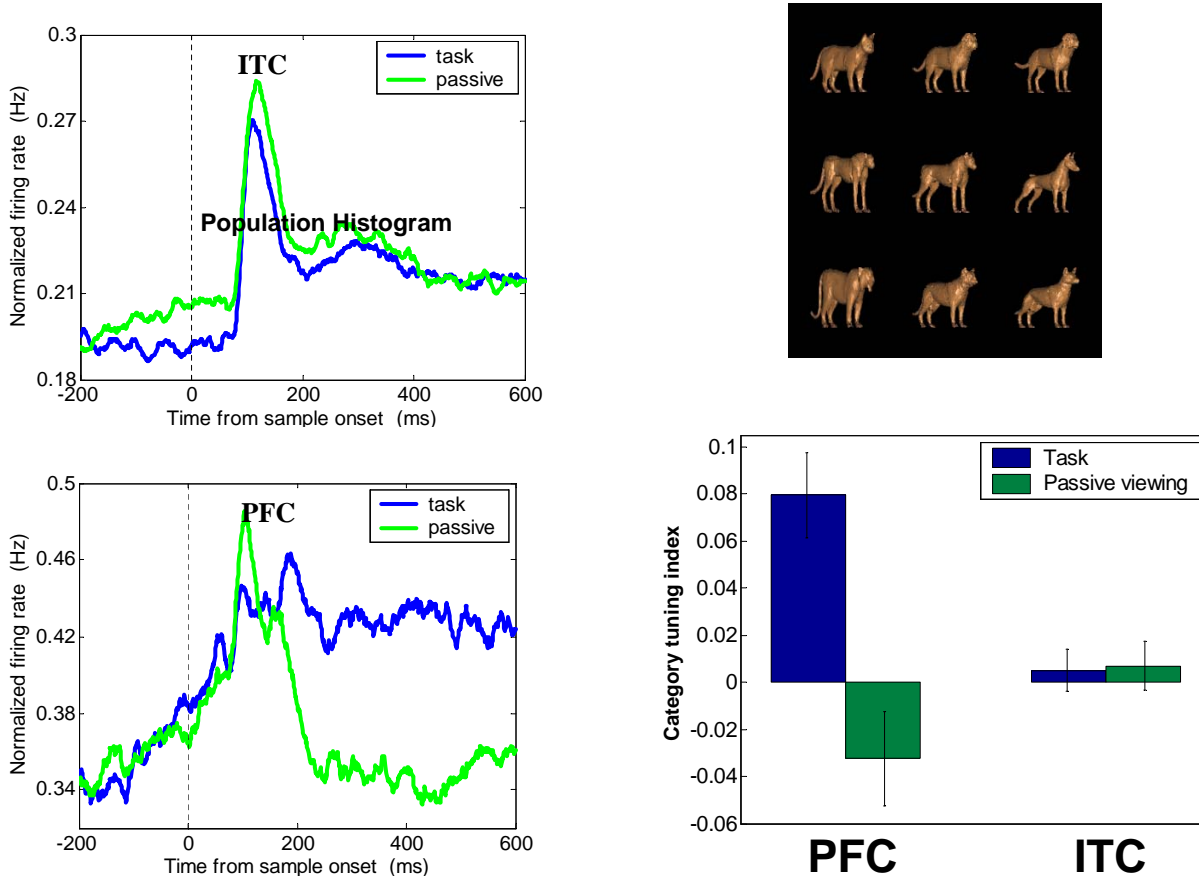 0.3
0.27
0.24
0.21
0.18
Normalized firing rate (Hz)
ITC
task
passive
Population Histogram
-200 0 200 400 600
Time from sample onset (ms)
0.5
0.46
0.42
0.38
0.34
Normalized firing rate (Hz)
PFC
task
passive
-200 0 200 400 600
Time from sample onset (ms)
0.1
0.08
0.06
0.04
0.02
0
-0.02
-0.04
-0.06
Category tuning index
Task
Passive viewing
PFC ITC